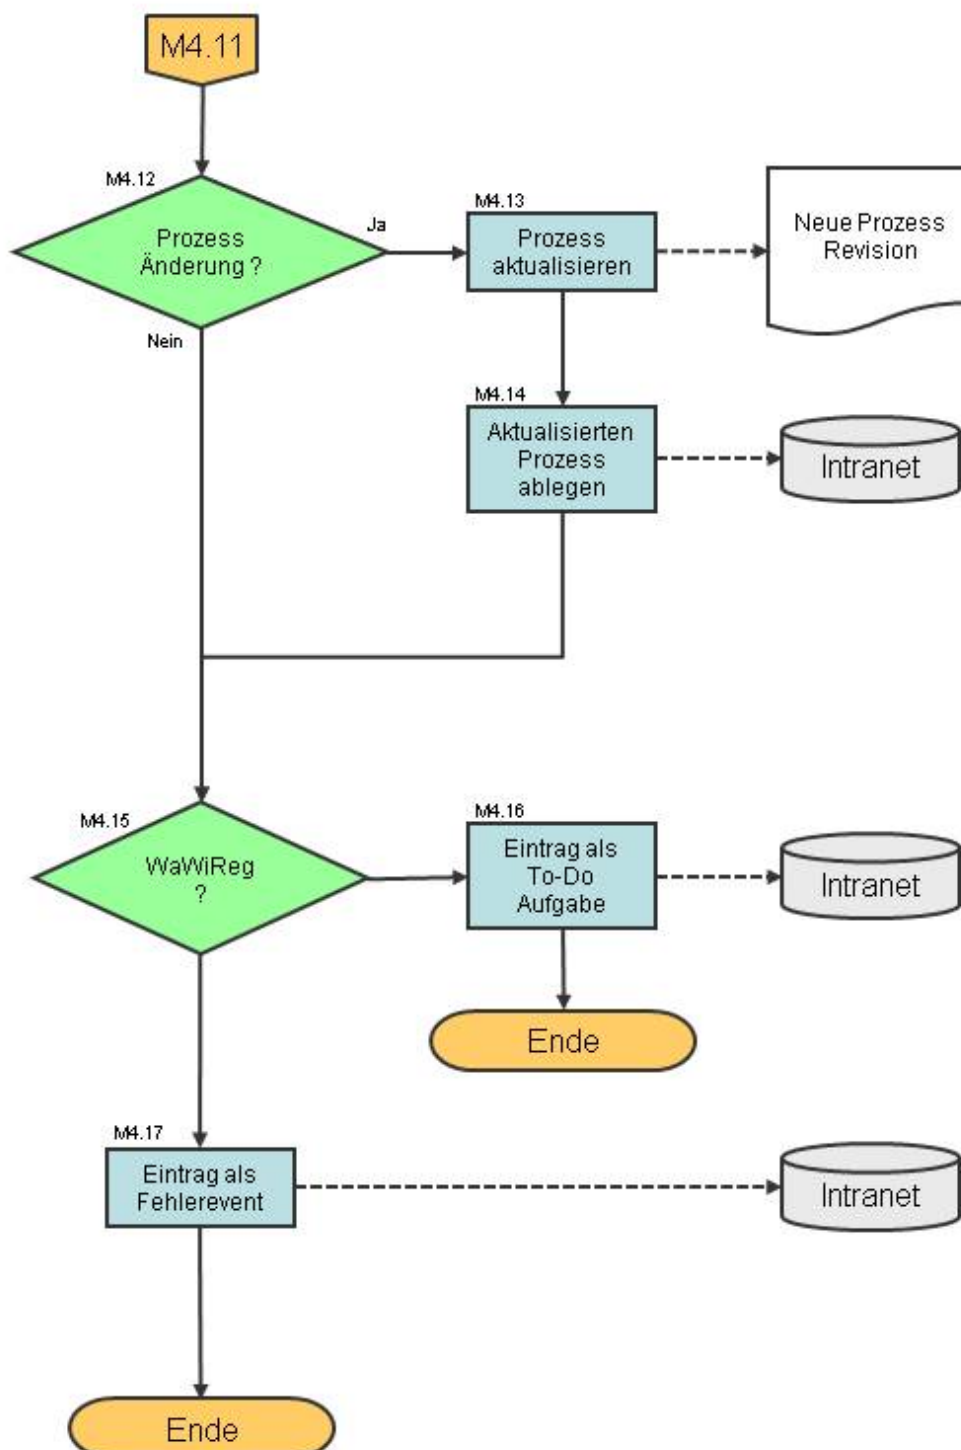 M4.11
M4.12
Prozess
Änderung ?
Ja
Nein
M4.13
Prozess
aktualisieren
Neue Prozess
Revision
M4.14
Aktualisierten
Prozess
ablegen
Intranet
M4.15
WaWiReg
?
M4.16
Eintrag als
To-Do
Aufgabe
Intranet
Ende
M4.17
Eintrag als
Fehlerevent
Intranet
Ende